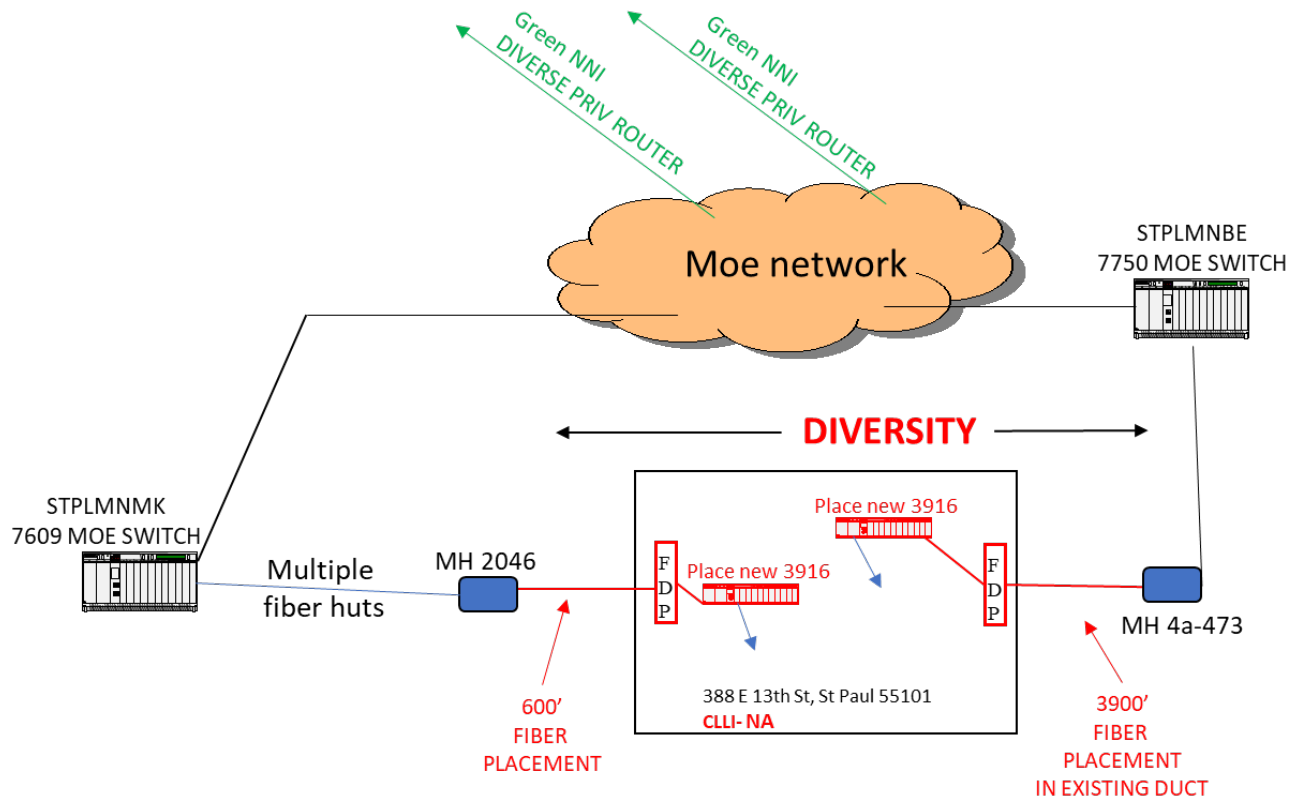 Green NNI
DIVERSE PRIV ROUTER
Green NNI
DIVERSE PRIV ROUTER
Moe network
STPLMNBE
7750 MOE SWITCH
DIVERSITY
STPLMNMK
7609 MOE SWITCH
Multiple
fiber huts
MH 2046
FDP
Place new 3916
Place new 3916
FDP
MH 4a-473
388 E 13th St, St Paul 55101
CLLI- NA
600’
FIBER
PLACEMENT
3900’
FIBER
PLACEMENT
IN EXISTING DUCT